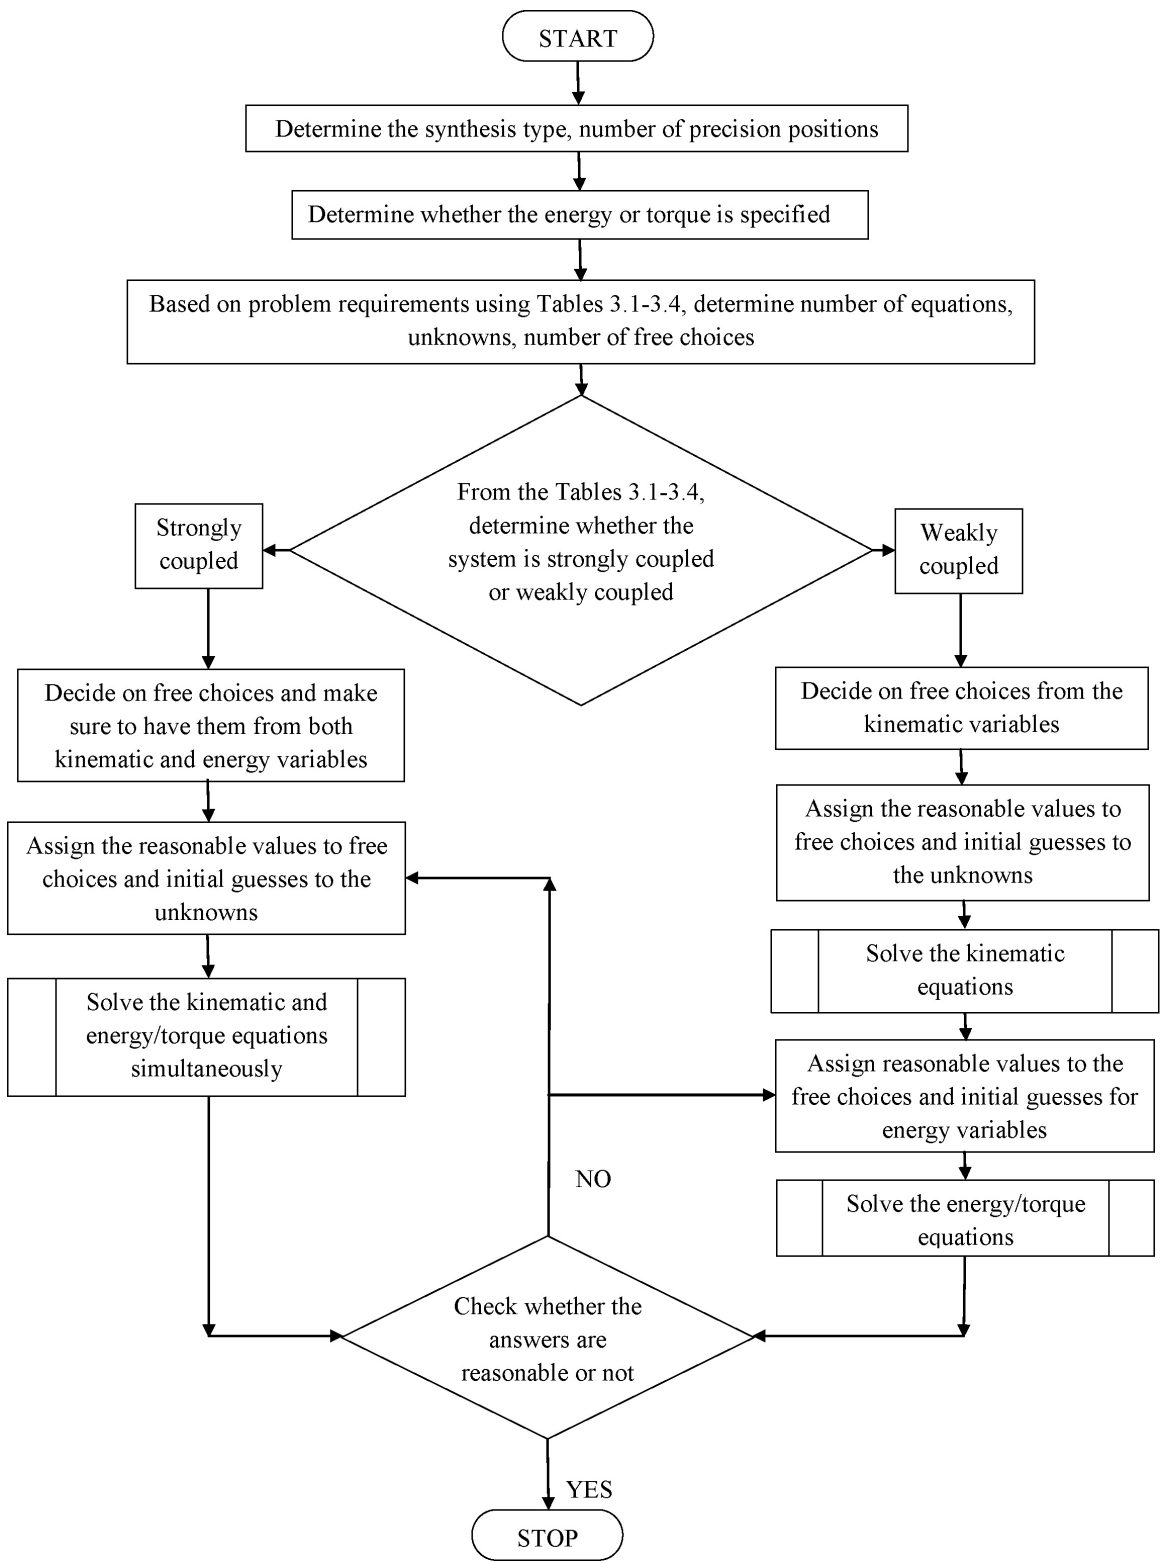 START
Determine the synthesis type, number of precision positions
Determine whether the energy or torque is specified
Based on problem requirements using Tables 3.1-3.4, determine number of equations,
unknowns, number of free choices
From the Tables 3.1-3.4,
determine whether the
system is strongly coupled
or weakly coupled
Strongly
coupled
Weakly
coupled
Decide on free choices and make
sure to have them from both
kinematic and energy variables
Assign the reasonable values to free
choices and initial guesses to the
unknowns
Solve the kinematic and
energy/torque equations
simultaneously
Decide on free choices from the
kinematic variables
Assign the reasonable values to
free choices and initial guesses to
the unknowns
Solve the kinematic
equations
Assign reasonable values to the
free choices and initial guesses for
energy variables
Solve the energy/torque
equations
NO
Check whether the
answers are
reasonable or not
YES
STOP